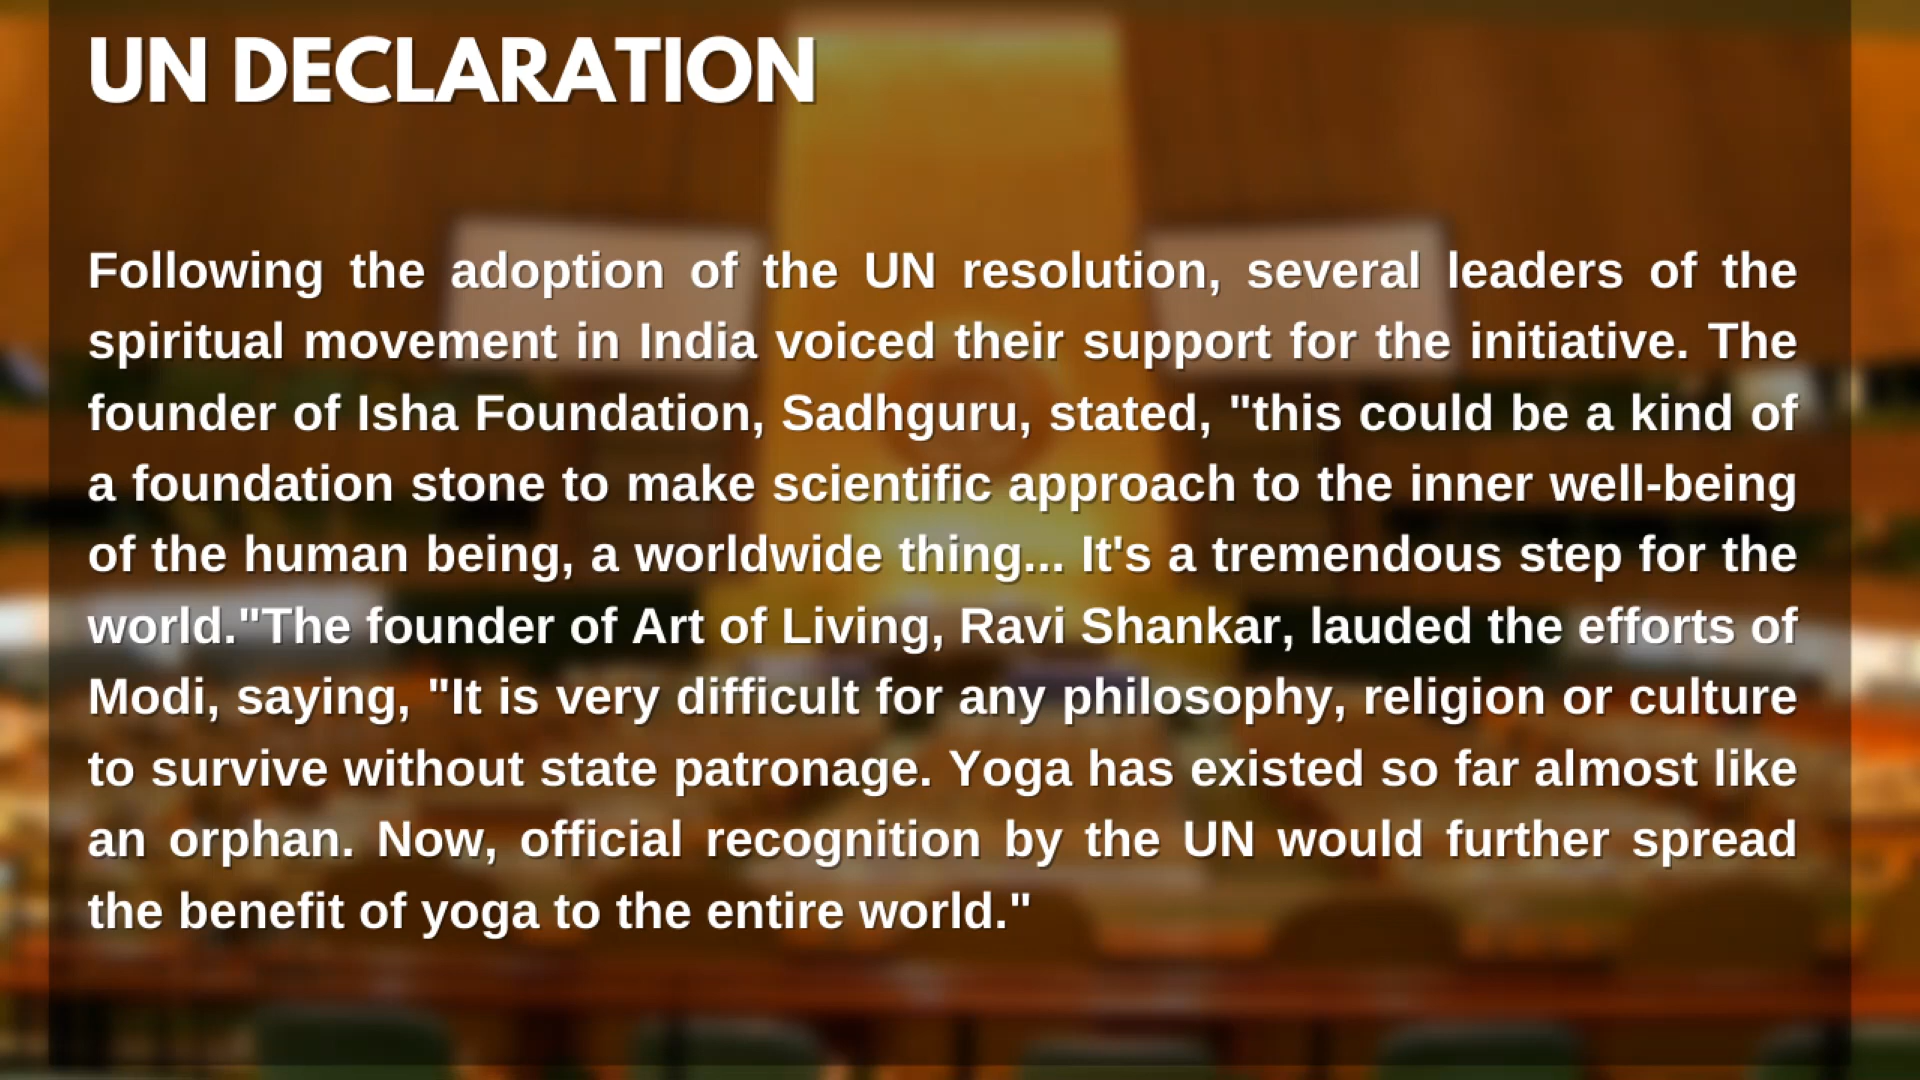 UN DECLARATION
Following the adoption of the UN resolution, several leaders of the
spiritual movement in India voiced their support for the initiative. The
founder of Isha Foundation, Sadhguru, stated, "this could be a kind of
a foundation stone to make scientific approach to the inner well-being
of the human being, a worldwide thing... It's a tremendous step for the
world."The founder of Art of Living, Ravi Shankar, lauded the efforts of
Modi, saying, "It is very difficult for any philosophy, religion or culture
to survive without state patronage. Yoga has existed so far almost like
an orphan. Now, official recognition by the UN would further spread
the benefit of yoga to the entire world."